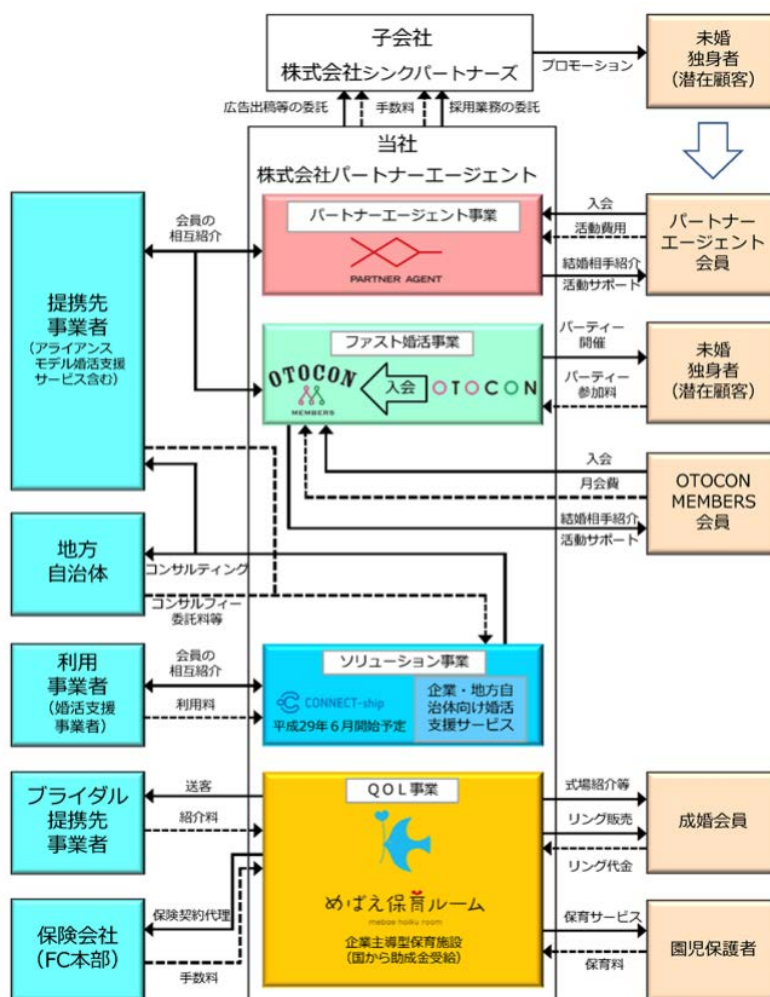 子会社
株式会社シンクパートナーズ
プロモーション
未婚
独身者
(潜在顧客)
広告出稿等の委託
手数料
採用業務の委託
当社
株式会社パートナーエージェント
パートナーエージェント事業
PARTNER AGENT
会員の
相互紹介
入会
活動費用
結婚相手紹介
活動サポート
パートナー
エージェント
会員
提携先
事業者
(アライアンス
モデル婚活支援
サービス含む)
ファスト婚活事業
OTOCON
MEMBERS
入会
OTOCON
パーティー
開催
パーティー
参加料
未婚
独身者
(潜在顧客)
入会
月会費
結婚相手紹介
活動サポート
OTOCON
MEMBERS
会員
地方
自治体
コンサルティング
コンサルフィー
委託料等
利用
事業者
(婚活支援
事業者)
会員の
相互紹介
利用料
ソリューション事業
CONNECT-ship
平成29年6月開始予定
企業・地方自
治体向け婚活
支援サービス
ブライダル
提携先
事業者
送客
紹介料
QOL事業
めばえ保育ルーム
mebae hoiku room
企業主導型保育施設
(国から助成金受給)
式場紹介等
リング販売
リング代金
成婚会員
保険会社
(FC本部)
保険契約代理
手数料
保育サービス
保育料
園児保護者